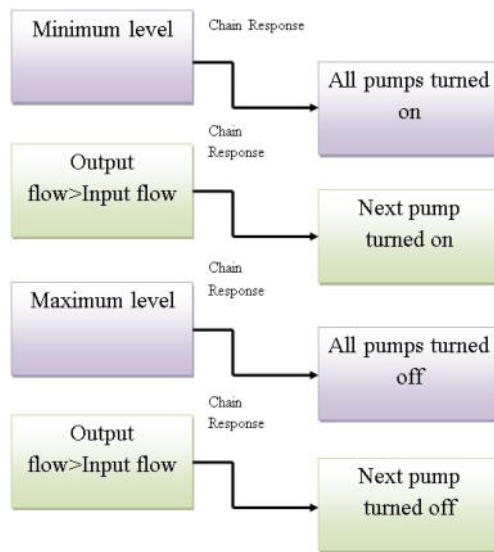 Minimum level
Chain Response
All pumps turned
on
Output
flow>Input flow
Chain
Response
Next pump
turned on
Maximum level
Chain
Response
All pumps turned
off
Output
flow>Input flow
Chain
Response
Next pump
turned off